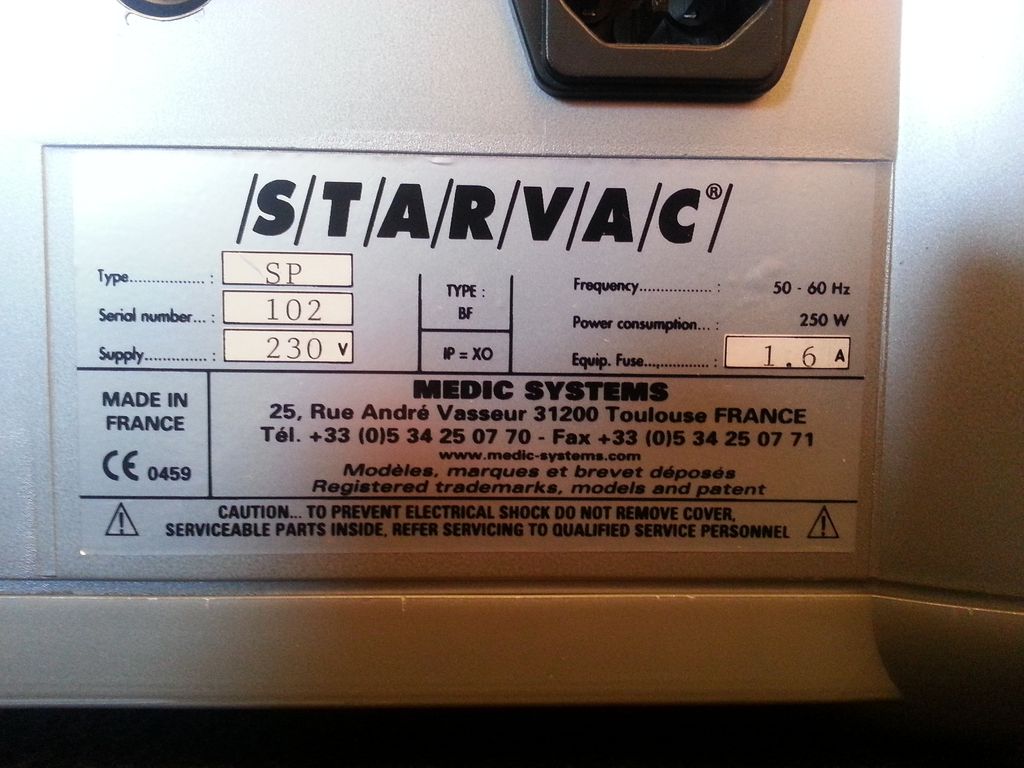 /S/T/A/R/V/A/C®/
Type.................. : SP
Serial number... : 102
Supply............... : 230 V
TYPE :
BF
IP = XO
Frequency................ : 50 - 60 Hz
Power consumption... : 250 W
Equip. Fuse............... : 1.6 A
MADE IN
FRANCE
CE 0459
MEDIC SYSTEMS
25, Rue André Vasseur 31200 Toulouse FRANCE
Tél. +33 (0)5 34 25 07 70 - Fax +33 (0)5 34 25 07 71
www.medic-systems.com
Modèles, marques et brevet déposés
Registered trademarks, models and patent
CAUTION... TO PREVENT ELECTRICAL SHOCK DO NOT REMOVE COVER,
SERVICEABLE PARTS INSIDE, REFER SERVICING TO QUALIFIED SERVICE PERSONNEL